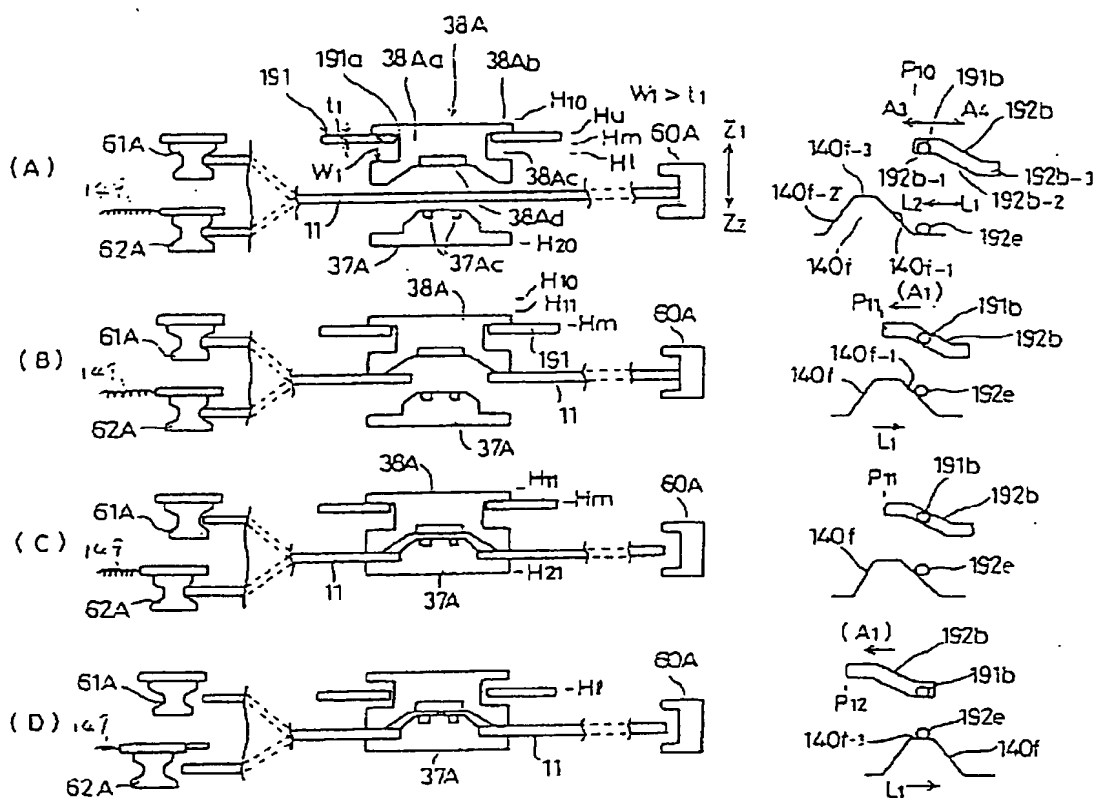 38A
191a 38Aa 38Ab
191
t1
H10
W1 > t1
Hu
Hm
Hl
Z1
Z2
60A
W1
38Ac
38Ad
(A)
61A
62A
11
37A
37Ac
H20
P10
191b
A3
A4
192b
140f-3
192b-1
192b-3
192b-2
140f-2
L2
L1
192e
140f
140f-1
(B)
61A
62A
38A
H10
H11
Hm
191
60A
11
37A
P11
(A1)
191b
192b
140f-1
140f
192e
L1
(C)
61A
62A
38A
H11
Hm
60A
11
37A
H21
P11
191b
192b
140f
192e
(D)
61A
62A
Hl
60A
11
37A
(A1)
192b
191b
P12
192e
140f-3
140f
L1